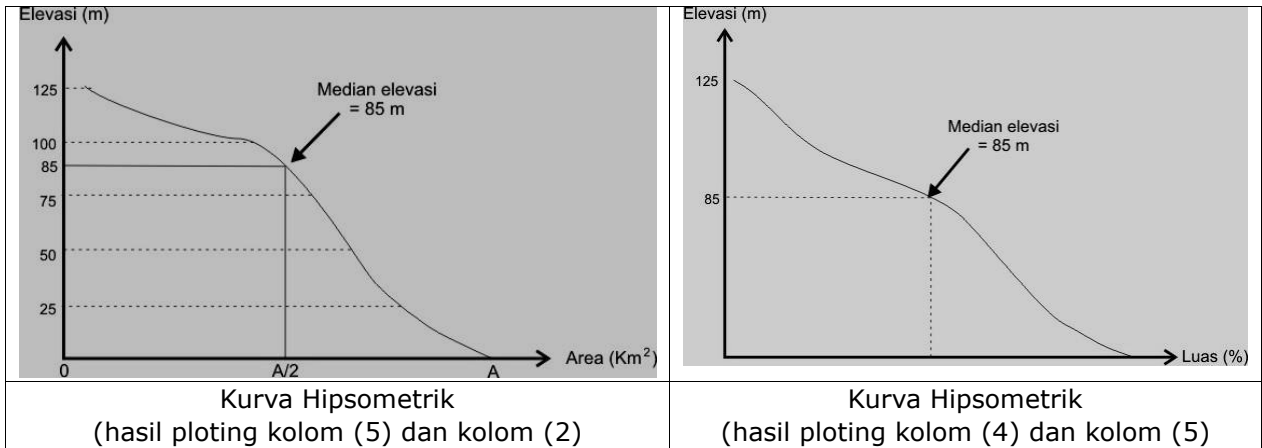 Elevasi (m)
125
100
85
75
50
25
0
Median elevasi
= 85 m
A/2
A
Area (Km²)
Kurva Hipsometrik
(hasil ploting kolom (5) dan kolom (2)
Elevasi (m)
125
85
Median elevasi
= 85 m
Luas (%)
Kurva Hipsometrik
(hasil ploting kolom (4) dan kolom (5)